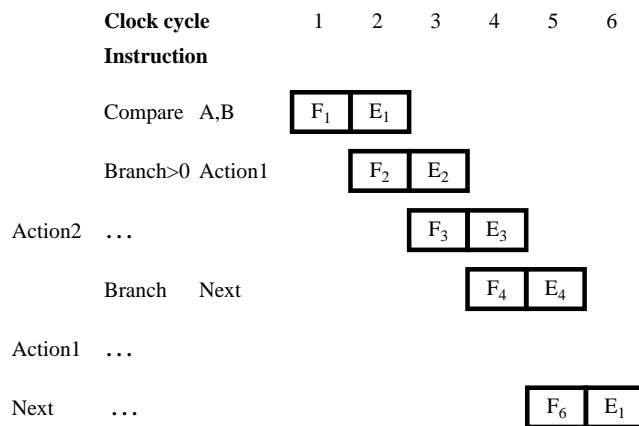 Clock cycle 1 2 3 4 5 6
Instruction
Compare A,B F₁ E₁
Branch>0 Action1 F₂ E₂
Action2 ... F₃ E₃
Branch Next F₄ E₄
Action1 ...
Next ... F₆ E₁